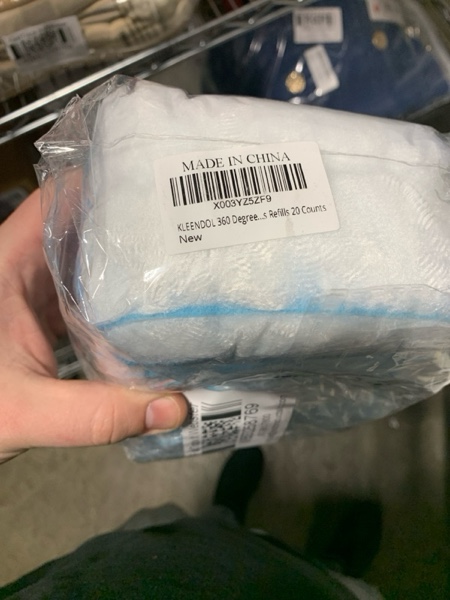 MADE IN CHINA
X003YZ5ZF9
KLEENDOL 360 Degree...s Refills 20 Counts
New